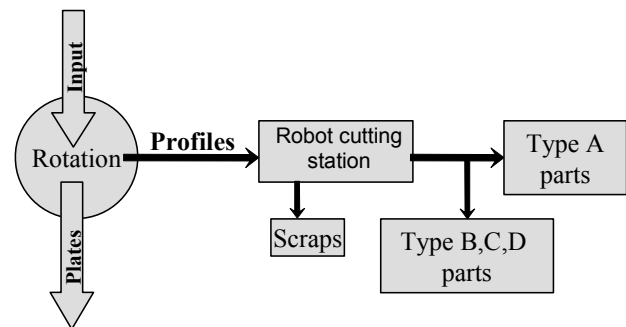 Input
Rotation
Plates
Profiles
Robot cutting
station
Scraps
Type A
parts
Type B,C,D
parts